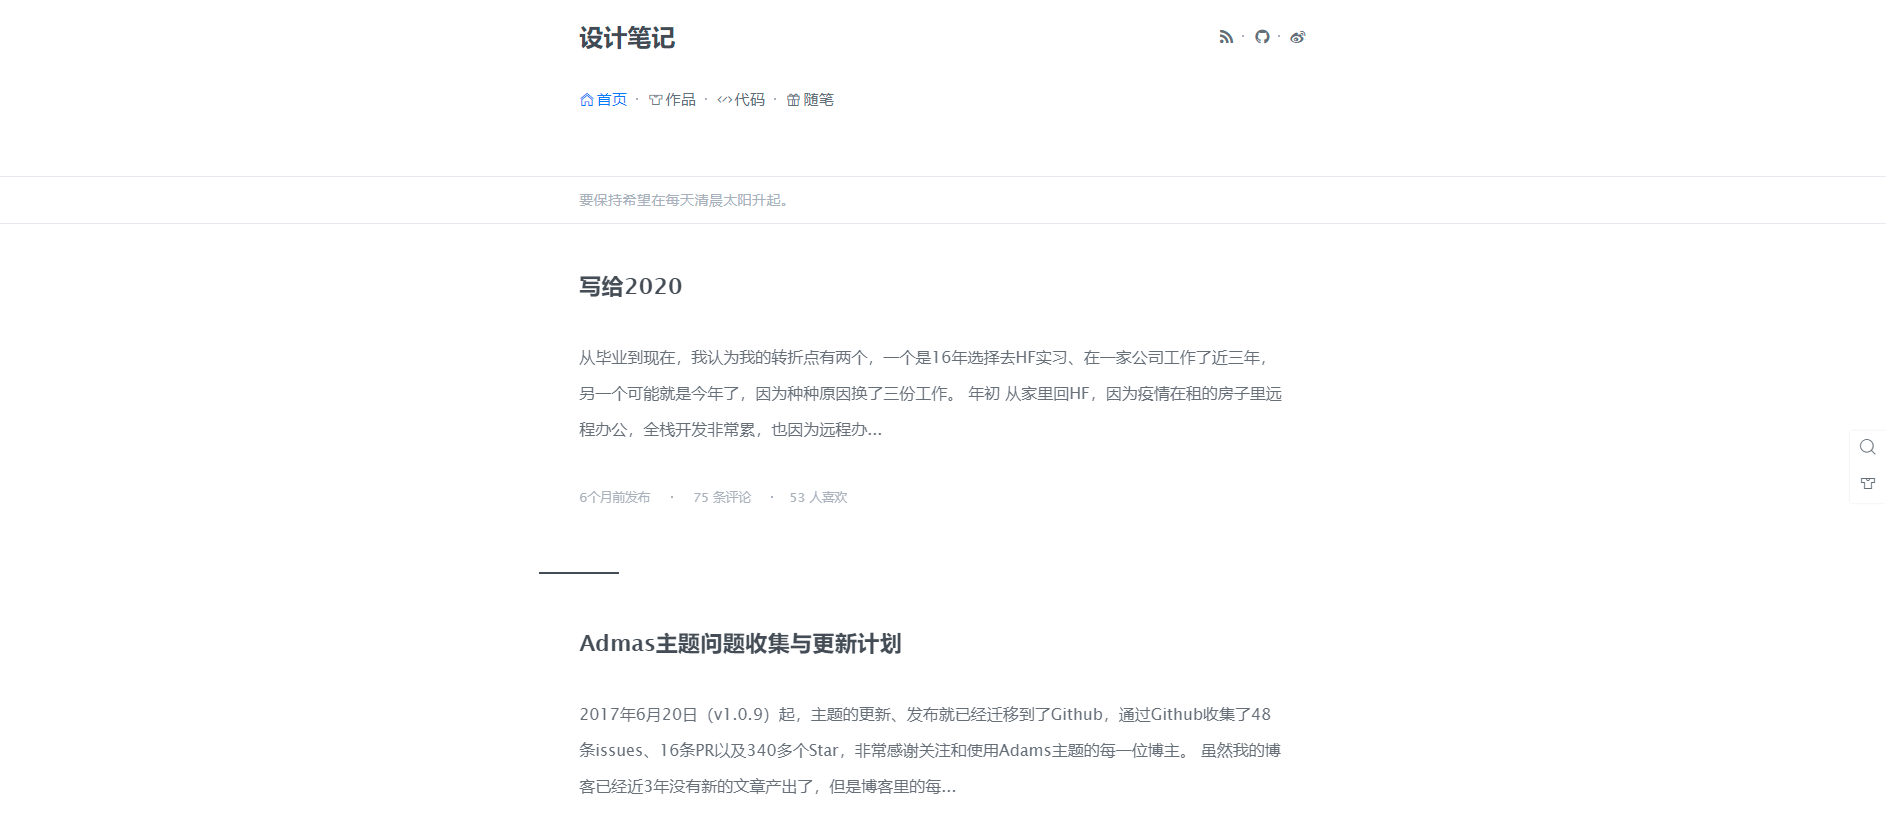 设计笔记
首页 · 作品 · 代码 · 随笔
要保持希望在每天清晨太阳升起。
写给2020
从毕业到现在，我认为我的转折点有两个，一个是16年选择去HF实习、在一家公司工作了近三年，
另一个可能就是今年了，因为种种原因换了三份工作。 年初 从家里回HF，因为疫情在租的房子里远
程办公，全栈开发非常累，也因为远程办...
6个月前发布 · 75 条评论 · 53 人喜欢
Admas主题问题收集与更新计划
2017年6月20日（v1.0.9）起，主题的更新、发布就已经迁移到了Github，通过Github收集了48
条issues、16条PR以及340多个Star，非常感谢关注和使用Adams主题的每一位博主。 虽然我的博
客已经近3年没有新的文章产出了，但是博客里的每...